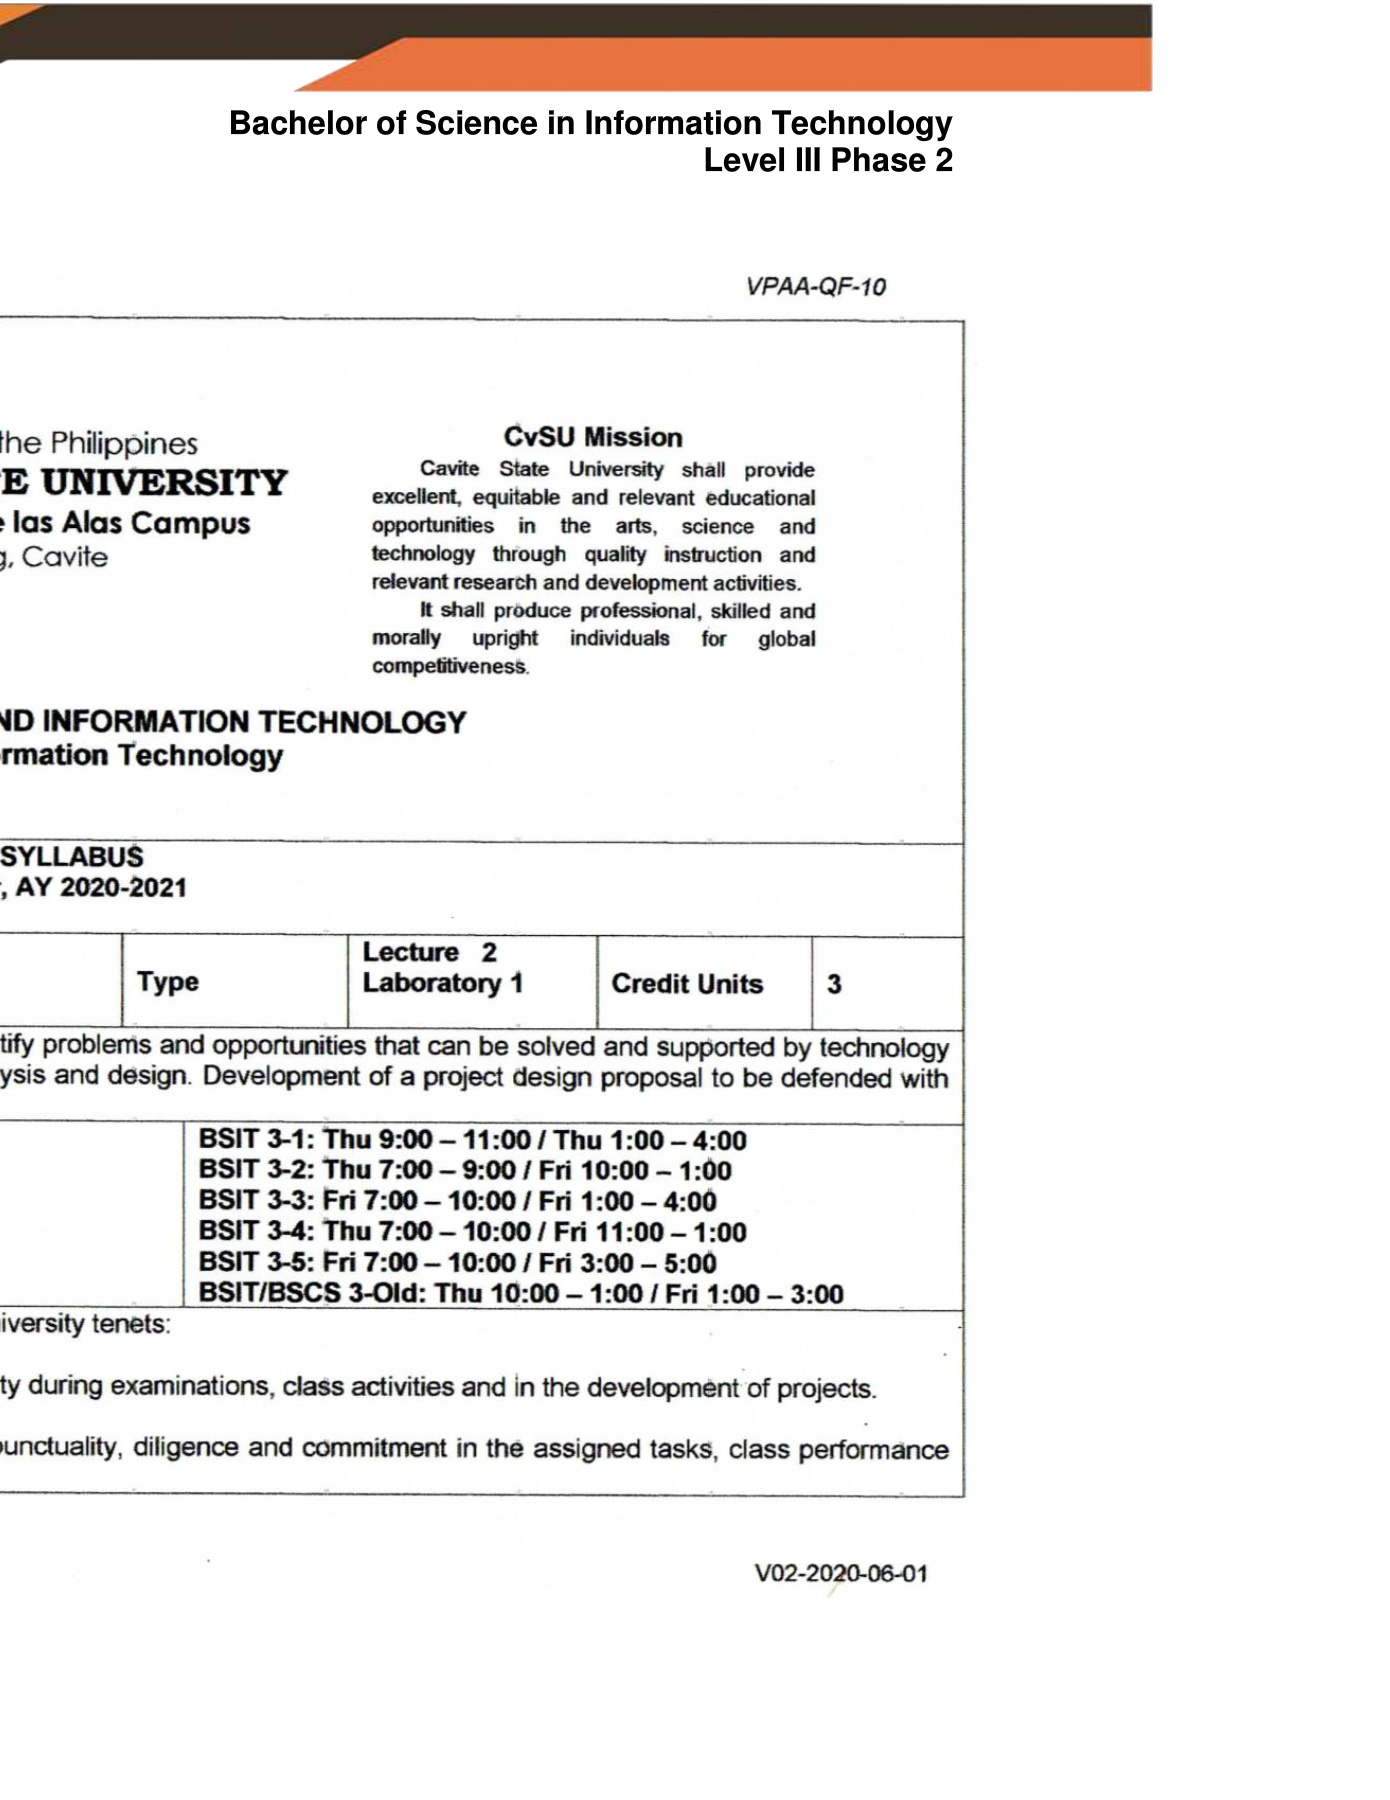 Bachelor of Science in Information Technology
Level III Phase 2
VPAA-QF-10
the Philippines
E UNIVERSITY
las Alas Campus
, Cavite
CvSU Mission
Cavite State University shall provide
excellent, equitable and relevant educational
opportunities in the arts, science and
technology through quality instruction and
relevant research and development activities.
It shall produce professional, skilled and
morally upright individuals for global
competitiveness.
ND INFORMATION TECHNOLOGY
rmation Technology
SYLLABUS
, AY 2020-2021
Type
Lecture 2
Laboratory 1
Credit Units
3
tify problems and opportunities that can be solved and supported by technology
ysis and design. Development of a project design proposal to be defended with
BSIT 3-1: Thu 9:00 – 11:00 / Thu 1:00 – 4:00
BSIT 3-2: Thu 7:00 – 9:00 / Fri 10:00 – 1:00
BSIT 3-3: Fri 7:00 – 10:00 / Fri 1:00 – 4:00
BSIT 3-4: Thu 7:00 – 10:00 / Fri 11:00 – 1:00
BSIT 3-5: Fri 7:00 – 10:00 / Fri 3:00 – 5:00
BSIT/BSCS 3-Old: Thu 10:00 – 1:00 / Fri 1:00 – 3:00
iversity tenets:
ty during examinations, class activities and in the development of projects.
punctuality, diligence and commitment in the assigned tasks, class performance
V02-2020-06-01